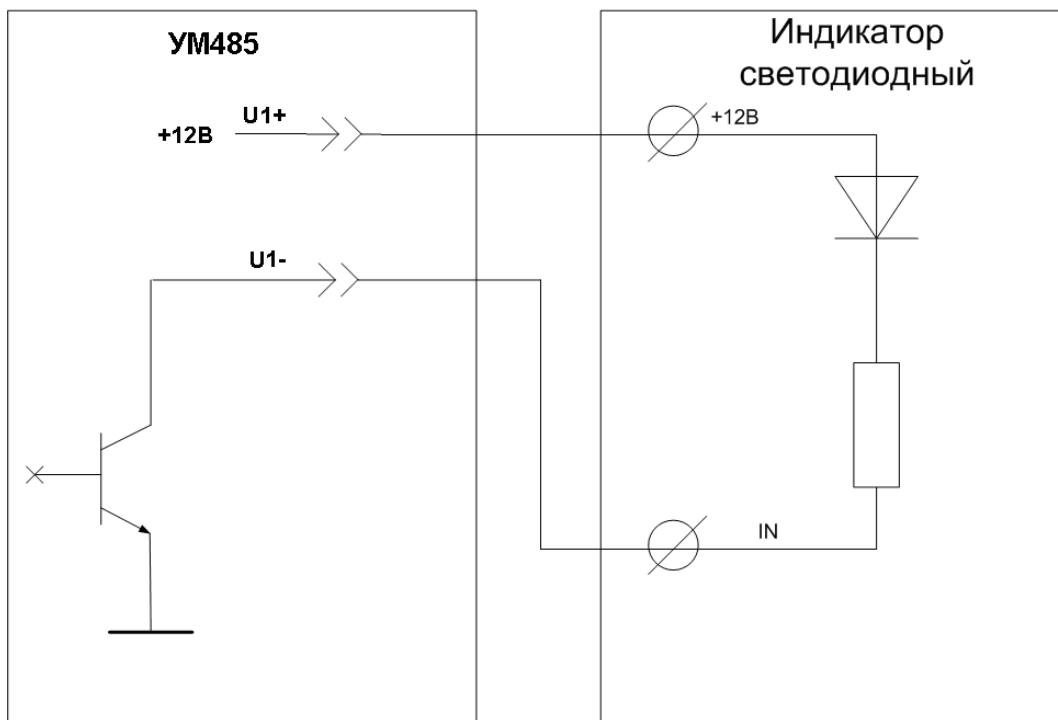 УМ485
Индикатор
светодиодный
U1+
+12В
+12В
U1-
IN